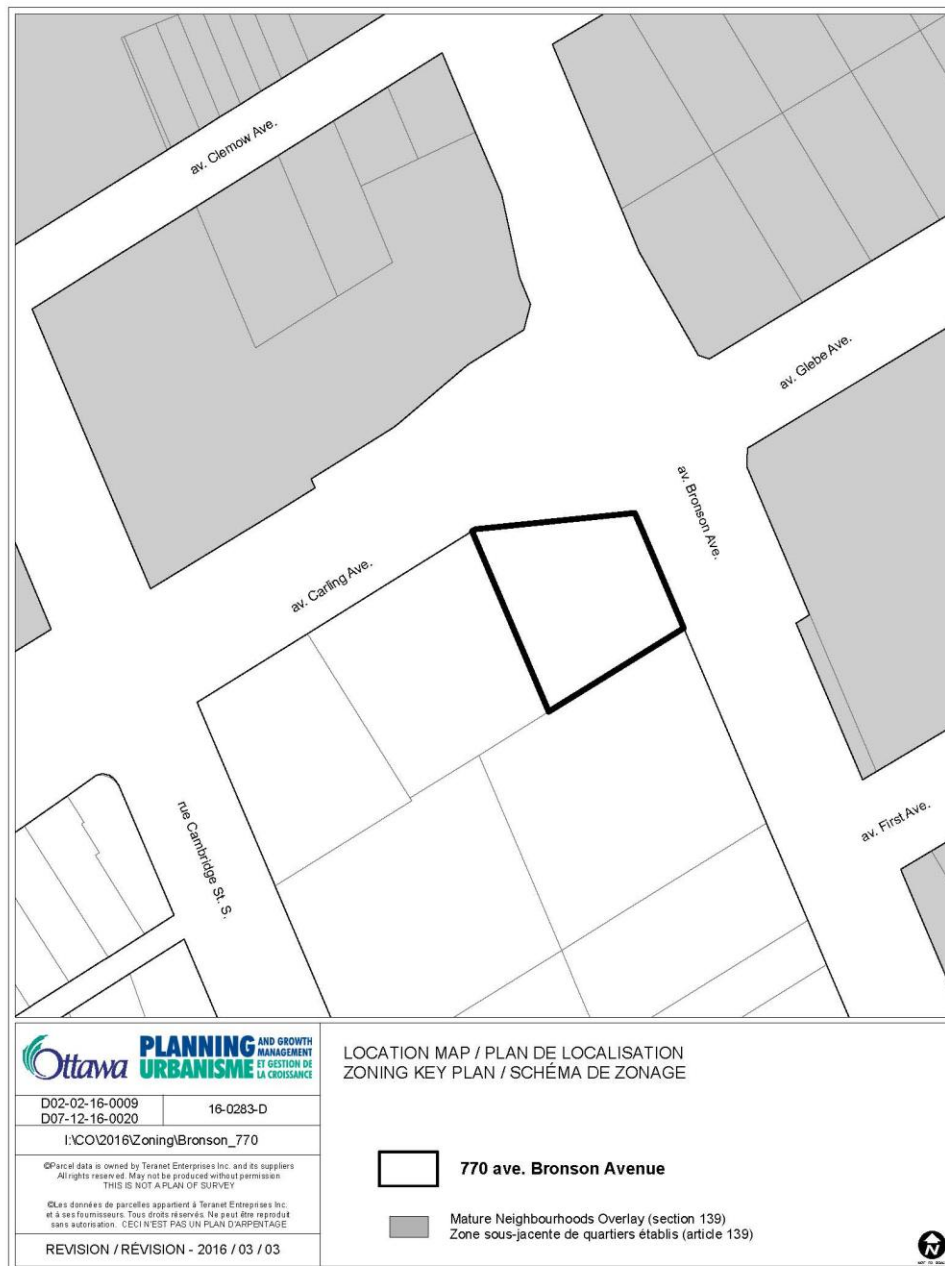 av. Clemow Ave.
av. Glebe Ave.
av. Bronson Ave.
av. Carling Ave.
rue Cambridge St. S.
av. First Ave.
Ottawa
PLANNING AND GROWTH MANAGEMENT
URBANISME ET GESTION DE LA CROISSANCE
D02-02-16-0009
D07-12-16-0020
16-0283-D
I:\CO\2016\Zoning\Bronson_770
©Parcel data is owned by Teranet Enterprises Inc. and its suppliers
All rights reserved. May not be produced without permission
THIS IS NOT A PLAN OF SURVEY
©Les données de parcelles appartient à Teranet Entreprises Inc.
et à ses fournisseurs. Tous droits réservés. Ne peut être reproduit
sans autorisation. CECI N'EST PAS UN PLAN D'ARPENTAGE
REVISION / RÉVISION - 2016 / 03 / 03
LOCATION MAP / PLAN DE LOCALISATION
ZONING KEY PLAN / SCHÉMA DE ZONAGE
770 ave. Bronson Avenue
Mature Neighbourhoods Overlay (section 139)
Zone sous-jacente de quartiers établis (article 139)
N
NOT TO SCALE